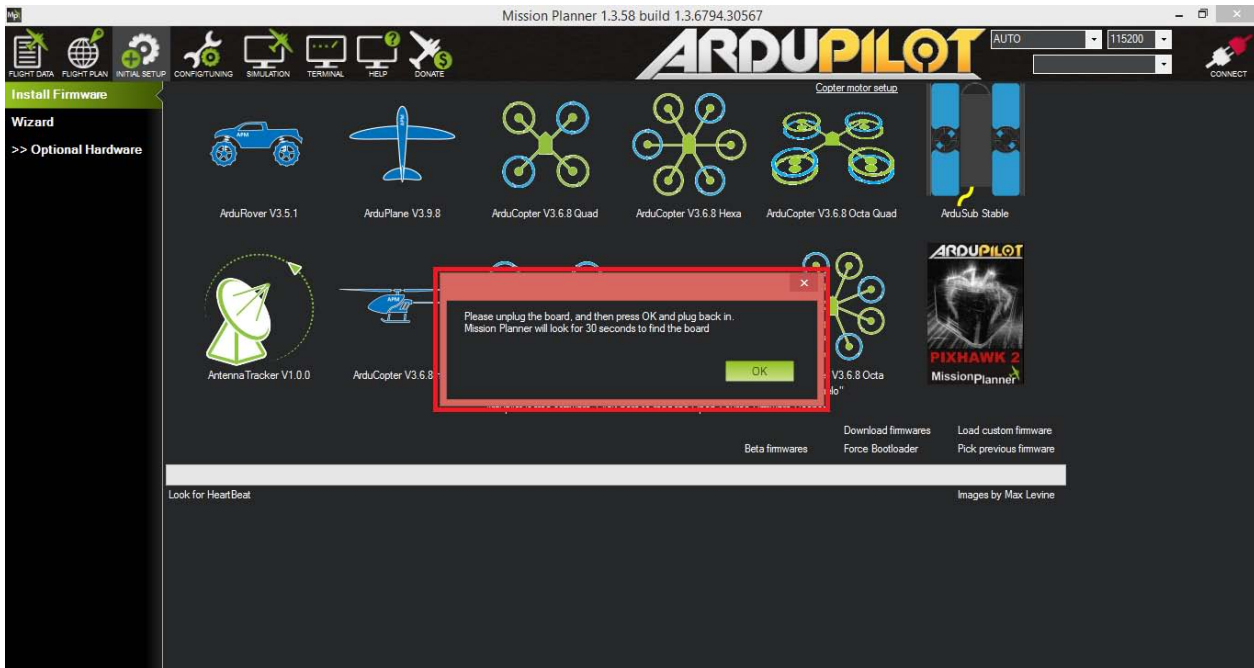 Mission Planner 1.3.58 build 1.3.6794.30567
FLIGHT DATA FLIGHT PLAN INITIAL SETUP CONFIG/TUNING SIMULATION TERMINAL HELP DONATE
ARDUPILOT
AUTO 115200
CONNECT
Install Firmware
Wizard
>> Optional Hardware
Copter motor setup
APM
ArduRover V3.5.1 ArduPlane V3.9.8 ArduCopter V3.6.8 Quad ArduCopter V3.6.8 Hexa ArduCopter V3.6.8 Octa Quad ArduSub Stable
ARDUPILOT
APM
PIXHAWK 2
MissionPlanner
Please unplug the board, and then press OK and plug back in.
Mission Planner will look for 30 seconds to find the board
OK
AntennaTracker V1.0.0 ArduCopter V3.6.8 V3.6.8 Octa
Download firmwares Load custom firmware
Beta firmwares Force Bootloader Pick previous firmware
Look for HeartBeat Images by Max Levine